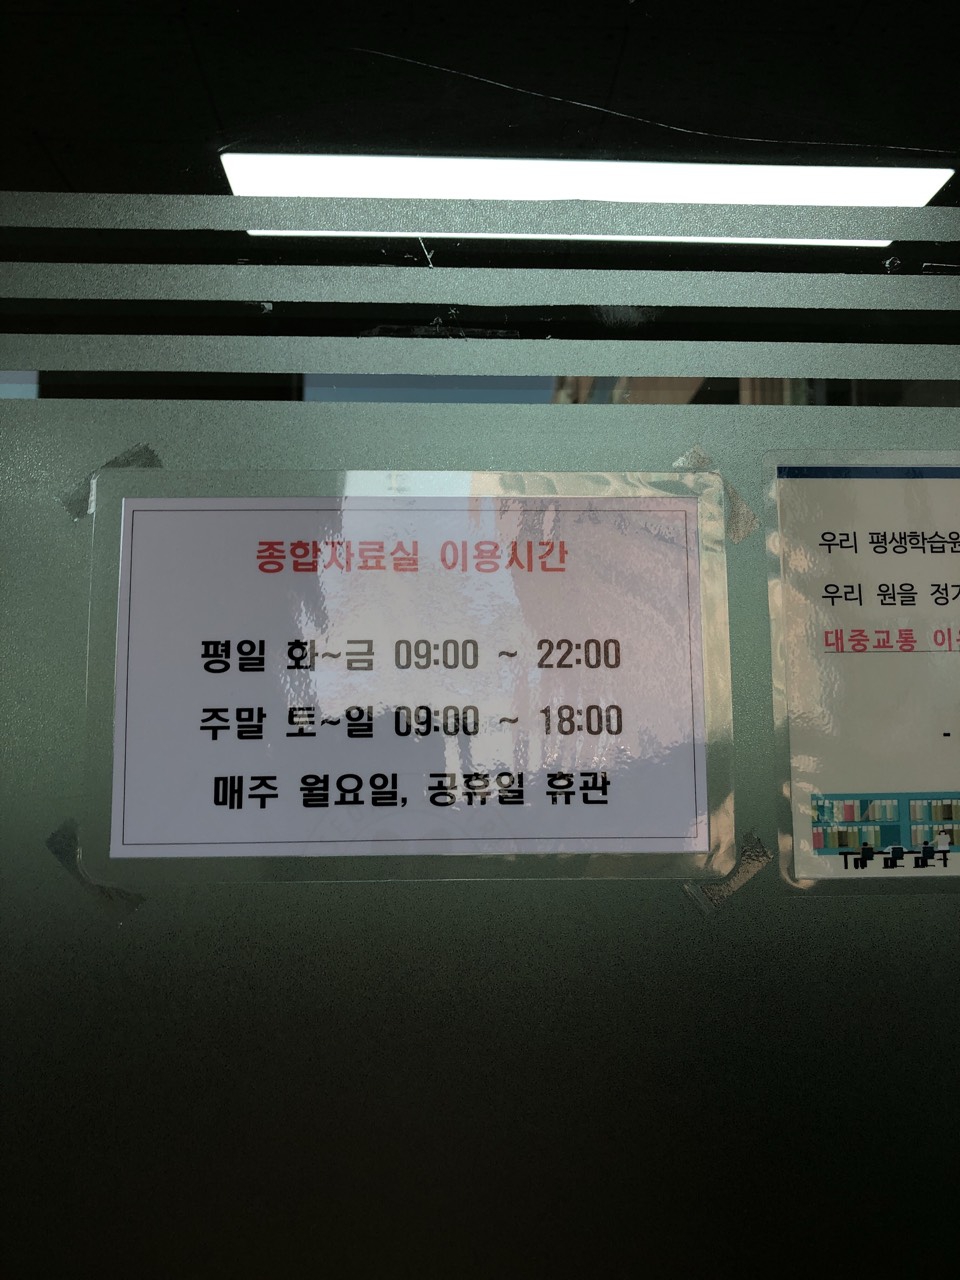 종합자료실 이용시간
평일 화~금 09:00 ~ 22:00
주말 토~일 09:00 ~ 18:00
매주 월요일, 공휴일 휴관
우리 평생학습원
우리 원을 정기
대중교통 이용
-